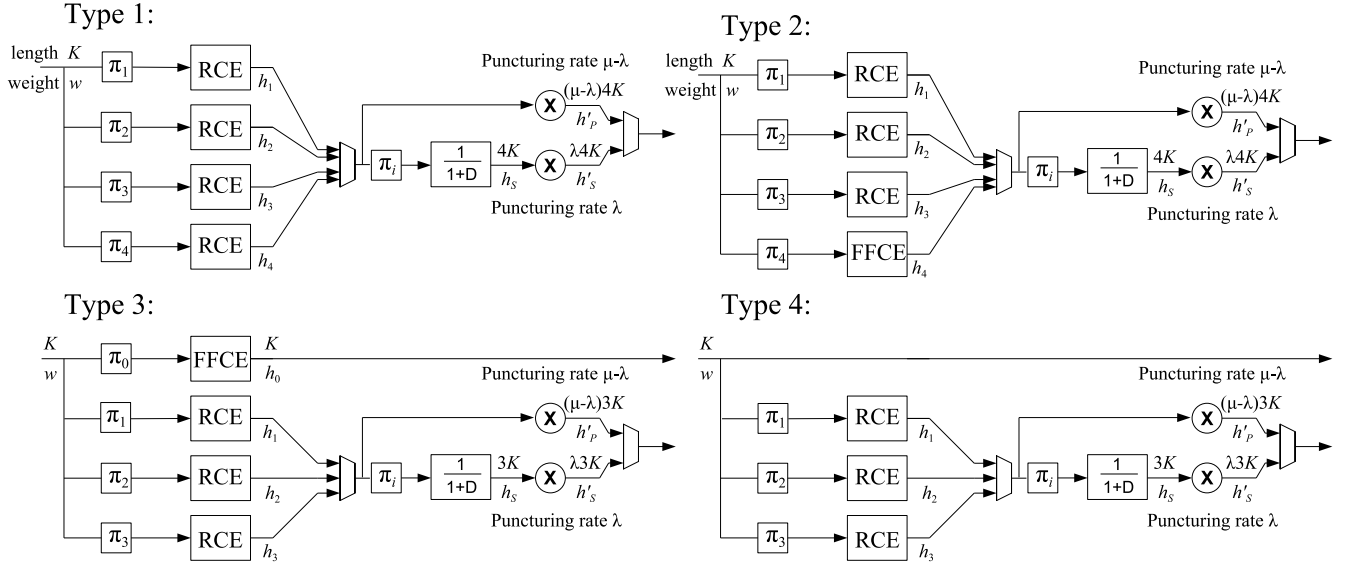 Type 1:
length K
weight w
π1 RCE h1
π2 RCE h2
π3 RCE h3
π4 RCE h4
πi
1
1+D
4K
hS
Puncturing rate μ-λ
X (μ-λ)4K
h'P
X λ4K
h'S
Puncturing rate λ
Type 2:
length K
weight w
π1 RCE h1
π2 RCE h2
π3 RCE h3
π4 FFCE h4
πi
1
1+D
4K
hS
Puncturing rate μ-λ
X (μ-λ)4K
h'P
X λ4K
h'S
Puncturing rate λ
Type 3:
K
w
π0 FFCE K
h0
π1 RCE h1
π2 RCE h2
π3 RCE h3
πi
1
1+D
3K
hS
Puncturing rate μ-λ
X (μ-λ)3K
h'P
X λ3K
h'S
Puncturing rate λ
Type 4:
K
w
π1 RCE h1
π2 RCE h2
π3 RCE h3
πi
1
1+D
3K
hS
Puncturing rate μ-λ
X (μ-λ)3K
h'P
X λ3K
h'S
Puncturing rate λ